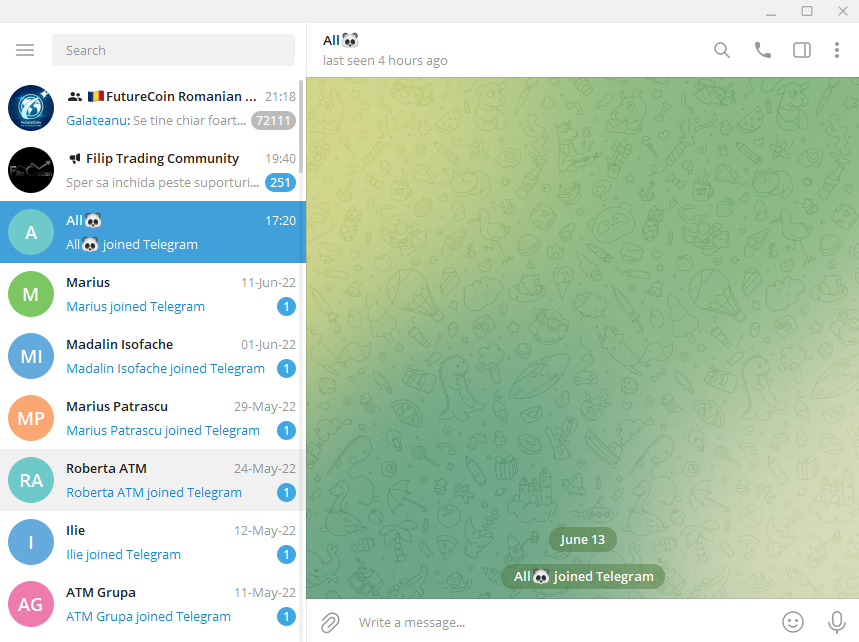 Search
All🐼
last seen 4 hours ago
🇷🇴FutureCoin Romanian ... 21:18
Galateanu: Se tine chiar foart... 72111
Filip Trading Community 19:40
Sper sa inchida peste suporturi... 251
A
All🐼 17:20
All🐼 joined Telegram
M
Marius 11-Jun-22
Marius joined Telegram 1
MI
Madalin Isofache 01-Jun-22
Madalin Isofache joined Telegram 1
MP
Marius Patrascu 29-May-22
Marius Patrascu joined Telegram 1
RA
Roberta ATM 24-May-22
Roberta ATM joined Telegram 1
I
Ilie 12-May-22
Ilie joined Telegram 1
AG
ATM Grupa 11-May-22
ATM Grupa joined Telegram 1
June 13
All🐼 joined Telegram
Write a message...